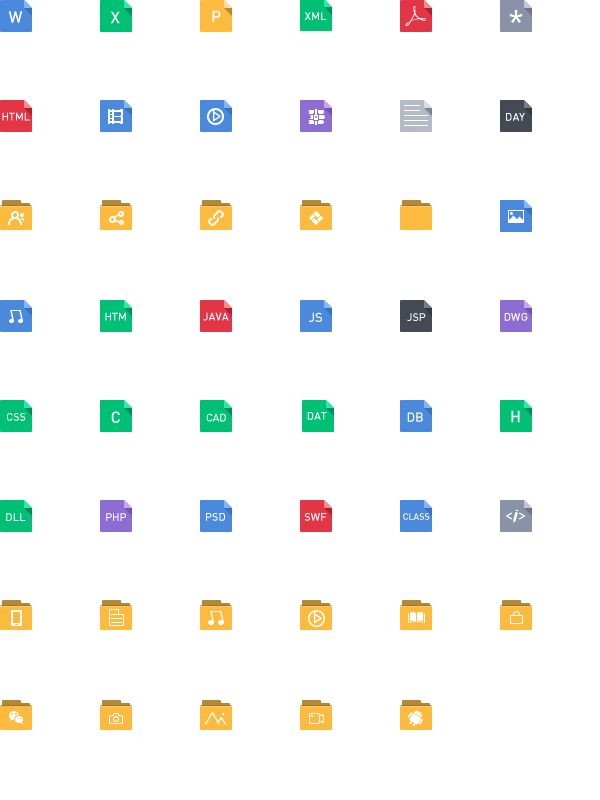 W X P XML *
HTML DAY
HTM JAVA JS JSP DWG
CSS C CAD DAT DB H
DLL PHP PSD SWF CLASS </>